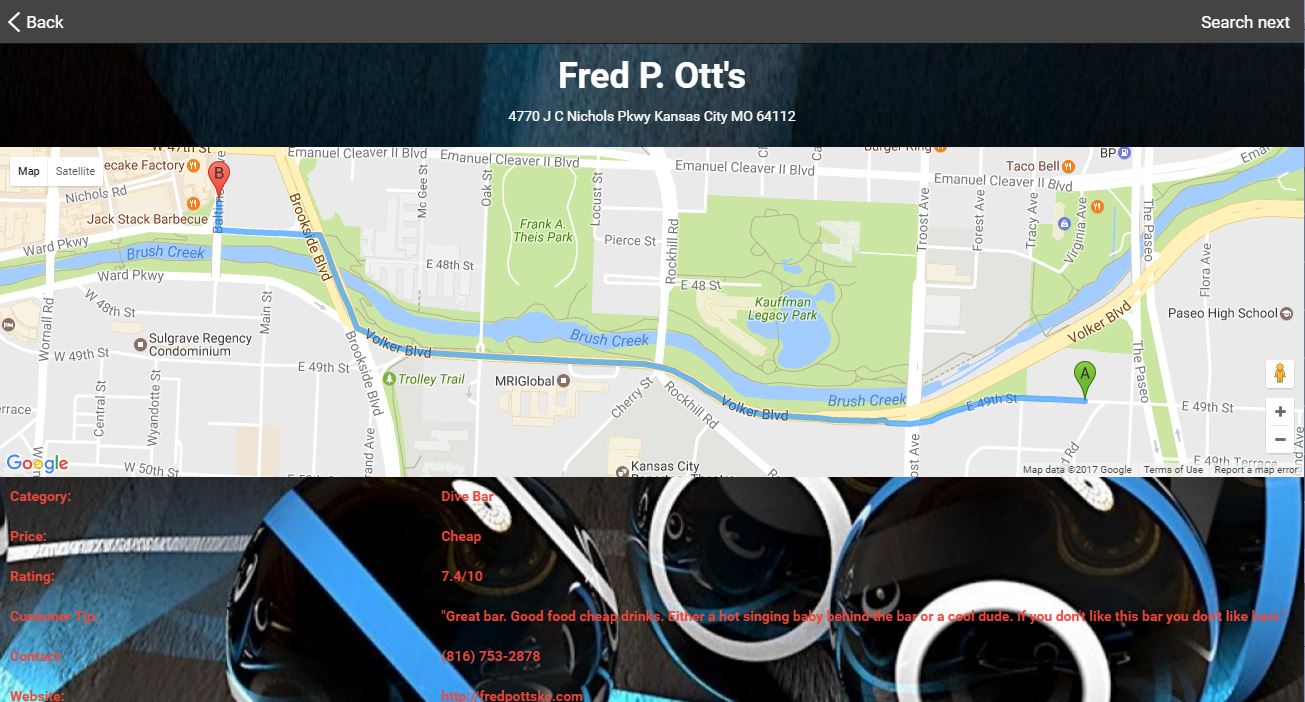 Back
Search next
Fred P. Ott's
4770 J C Nichols Pkwy Kansas City MO 64112
Map
Satellite
W 47th St
ecake Factory
Nichols Rd
Jack Stack Barbecue
B
Ward Pkwy
Brush Creek
Ward Pkwy
W 48th St
Main St
Wornall Rd
Sulgrave Regency
Condominium
W 49th St
E 49th St
Central St
Wyandotte St
W 50th St
errace
Brookside Blvd
Brookside Blvd
Emanuel Cleaver II Blvd
Emanuel Cleaver II Blvd
Emanuel Cleaver II Blvd
Emanuel Cleaver II Blvd
Mc Gee St
Oak St
Locust St
Frank A.
Theis Park
Pierce St
Rockhill Rd
E 48th St
E 48 St
Kauffman
Legacy Park
Brush Creek
Volker Blvd
Trolley Trail
MRIGlobal
Cherry St
Rockhill Rd
Volker Blvd
Brush Creek
Kansas City
Burger King
Taco Bell
BP
Troost Ave
Forest Ave
Tracy Ave
Virginia Ave
The Paseo
Flora Ave
Volker Blvd
Paseo High School
The Paseo
A
E 49th St
E 49th St
E 49th Terrace
Google
Map data ©2017 Google
Terms of Use
Report a map error
Category:
Dive Bar
Price:
Cheap
Rating:
7.4/10
Customer Tip:
"Great bar. Good food cheap drinks. Either a hot singing baby behind the bar or a cool dude. If you don't like this bar you don't like bars."
Contact:
(816) 753-2878
Website:
http://fredpottskc.com